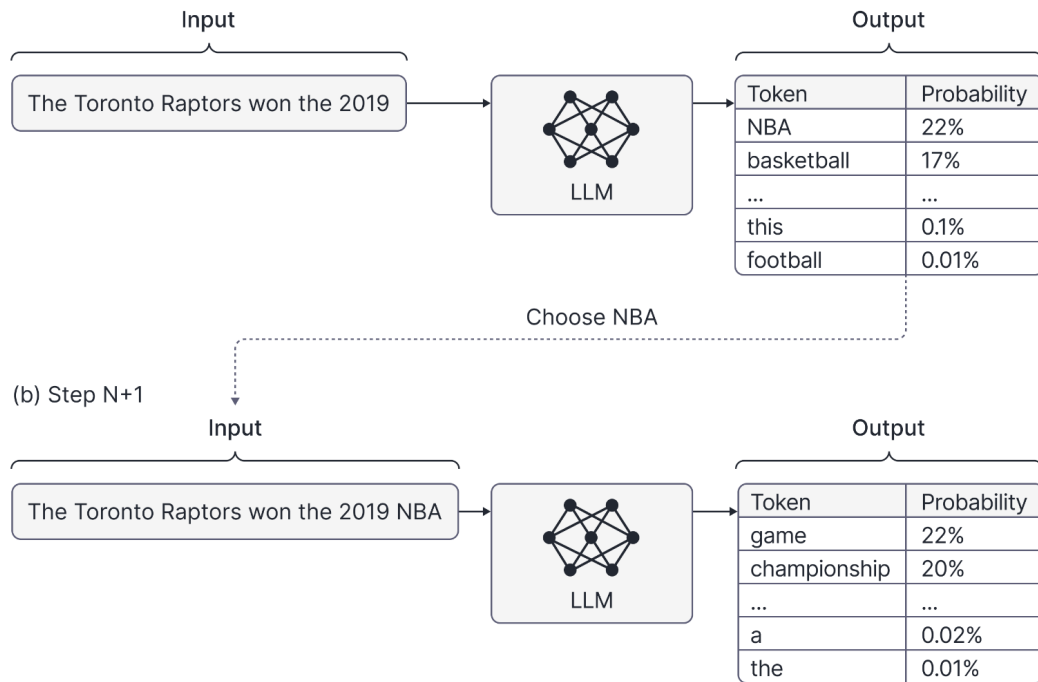 Input
Output
The Toronto Raptors won the 2019
LLM
Token Probability
NBA 22%
basketball 17%
... ...
this 0.1%
football 0.01%
Choose NBA
(b) Step N+1
Input
Output
The Toronto Raptors won the 2019 NBA
LLM
Token Probability
game 22%
championship 20%
... ...
a 0.02%
the 0.01%